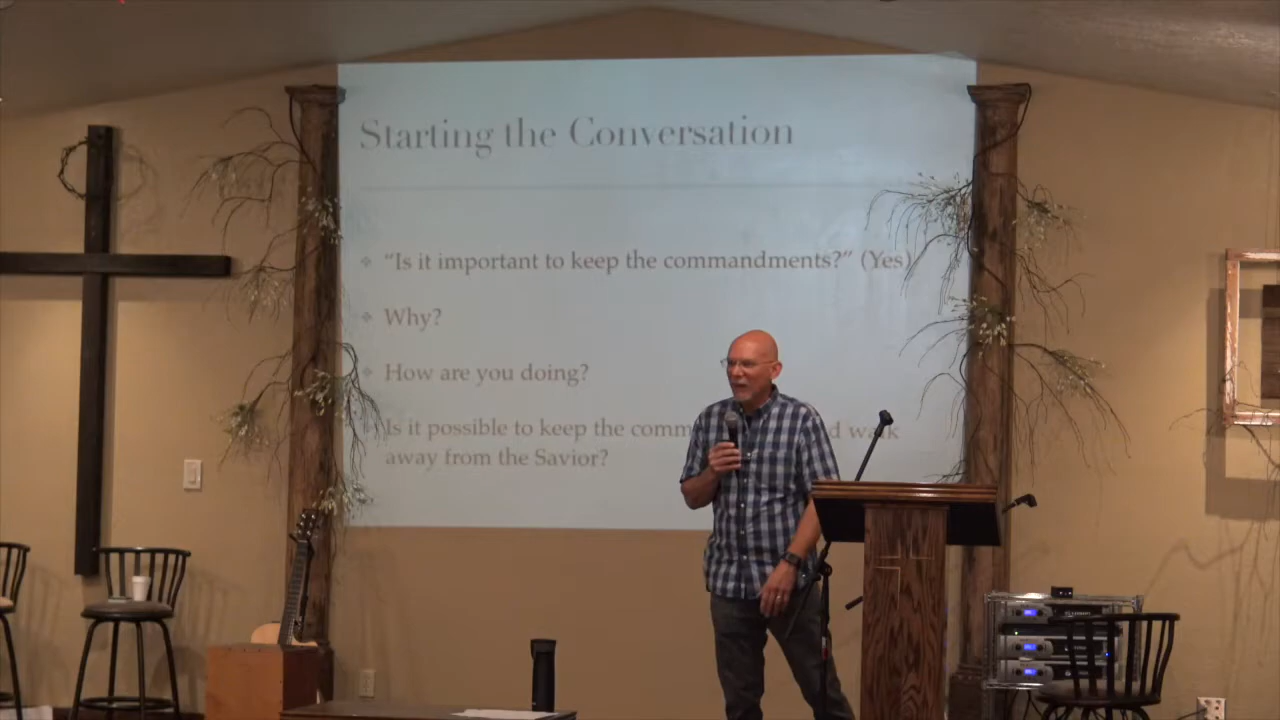 Starting the Conversation
“Is it important to keep the commandments?” (Yes)
Why?
How are you doing?
Is it possible to keep the comm d walk
away from the Savior?